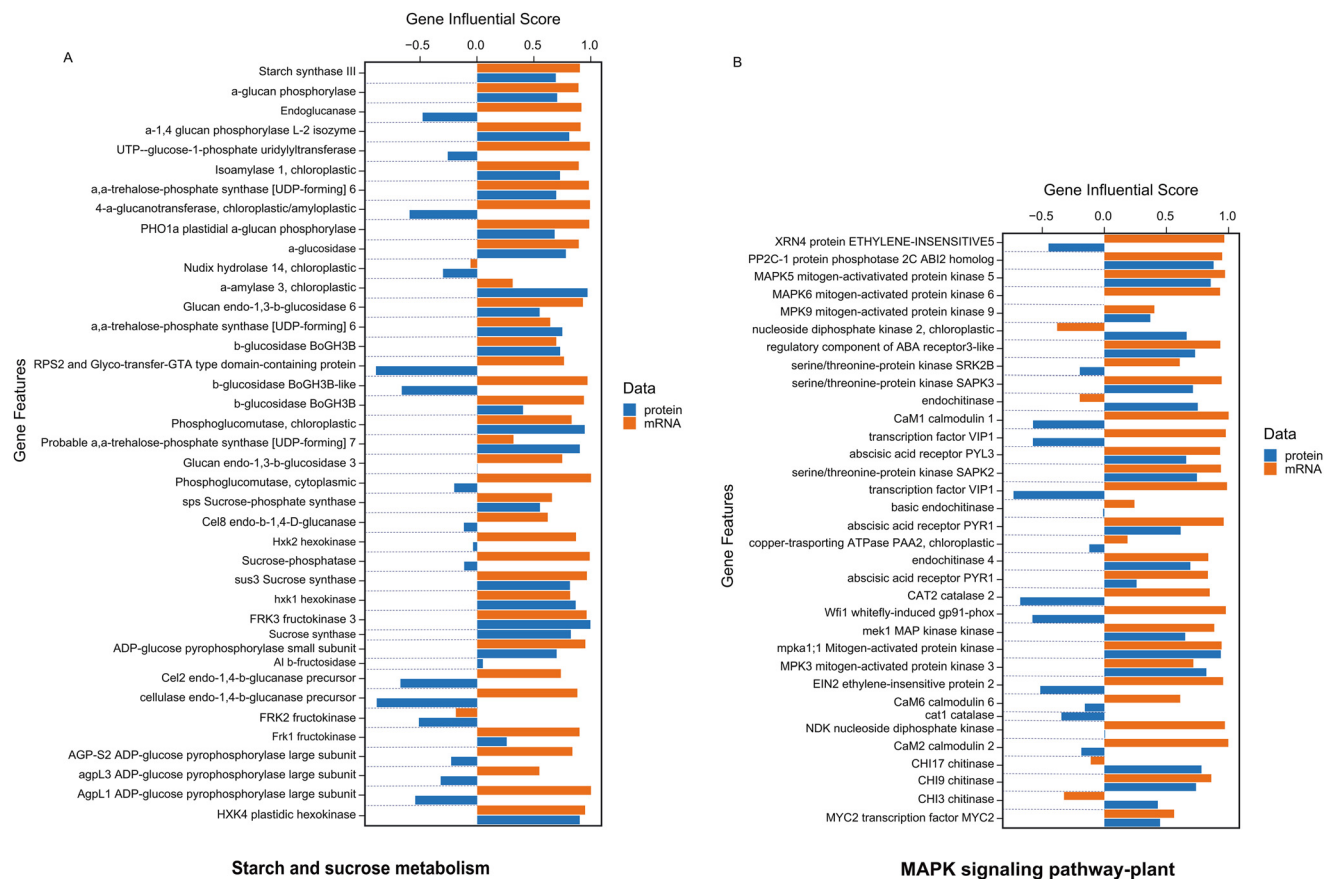 A
Gene Influential Score
−0.5 0.0 0.5 1.0
Gene Features
Starch synthase III
a-glucan phosphorylase
Endoglucanase
a-1,4 glucan phosphorylase L-2 isozyme
UTP--glucose-1-phosphate uridylyltransferase
Isoamylase 1, chloroplastic
a,a-trehalose-phosphate synthase [UDP-forming] 6
4-a-glucanotransferase, chloroplastic/amyloplastic
PHO1a plastidial a-glucan phosphorylase
a-glucosidase
Nudix hydrolase 14, chloroplastic
a-amylase 3, chloroplastic
Glucan endo-1,3-b-glucosidase 6
a,a-trehalose-phosphate synthase [UDP-forming] 6
b-glucosidase BoGH3B
RPS2 and Glyco-transfer-GTA type domain-containing protein
b-glucosidase BoGH3B-like
b-glucosidase BoGH3B
Phosphoglucomutase, chloroplastic
Probable a,a-trehalose-phosphate synthase [UDP-forming] 7
Glucan endo-1,3-b-glucosidase 3
Phosphoglucomutase, cytoplasmic
sps Sucrose-phosphate synthase
Cel8 endo-b-1,4-D-glucanase
Hxk2 hexokinase
Sucrose-phosphatase
sus3 Sucrose synthase
hxk1 hexokinase
FRK3 fructokinase 3
Sucrose synthase
ADP-glucose pyrophosphorylase small subunit
AI b-fructosidase
Cel2 endo-1,4-b-glucanase precursor
cellulase endo-1,4-b-glucanase precursor
FRK2 fructokinase
Frk1 fructokinase
AGP-S2 ADP-glucose pyrophosphorylase large subunit
agpL3 ADP-glucose pyrophosphorylase large subunit
AgpL1 ADP-glucose pyrophosphorylase large subunit
HXK4 plastidic hexokinase
Data
protein
mRNA
Starch and sucrose metabolism
B
Gene Influential Score
−0.5 0.0 0.5 1.0
Gene Features
XRN4 protein ETHYLENE-INSENSITIVE5
PP2C-1 protein phosphotase 2C ABI2 homolog
MAPK5 mitogen-activativated protein kinase 5
MAPK6 mitogen-activated protein kinase 6
MPK9 mitogen-activated protein kinase 9
nucleoside diphosphate kinase 2, chloroplastic
regulatory component of ABA receptor3-like
serine/threonine-protein kinase SRK2B
serine/threonine-protein kinase SAPK3
endochitinase
CaM1 calmodulin 1
transcription factor VIP1
abscisic acid receptor PYL3
serine/threonine-protein kinase SAPK2
transcription factor VIP1
basic endochitinase
abscisic acid receptor PYR1
copper-trasporting ATPase PAA2, chloroplastic
endochitinase 4
abscisic acid receptor PYR1
CAT2 catalase 2
Wfi1 whitefly-induced gp91-phox
mek1 MAP kinase kinase
mpka1;1 Mitogen-activated protein kinase
MPK3 mitogen-activated protein kinase 3
EIN2 ethylene-insensitive protein 2
CaM6 calmodulin 6
cat1 catalase
NDK nucleoside diphosphate kinase
CaM2 calmodulin 2
CHI17 chitinase
CHI9 chitinase
CHI3 chitinase
MYC2 transcription factor MYC2
Data
protein
mRNA
MAPK signaling pathway-plant